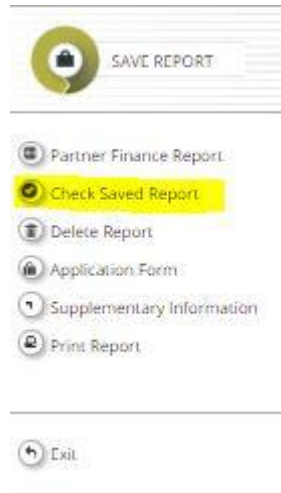 SAVE REPORT
Partner Finance Report
Check Saved Report
Delete Report
Application Form
Supplementary Information
Print Report
Exit